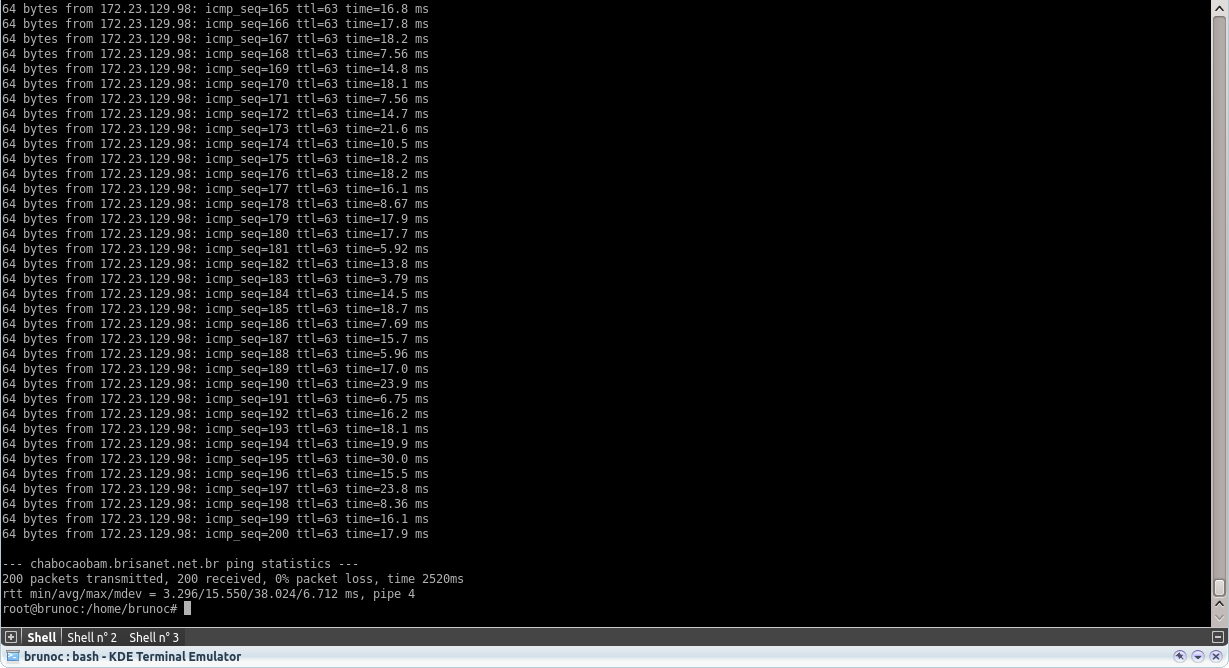 64 bytes from 172.23.129.98: icmp_seq=165 ttl=63 time=16.8 ms
64 bytes from 172.23.129.98: icmp_seq=166 ttl=63 time=17.8 ms
64 bytes from 172.23.129.98: icmp_seq=167 ttl=63 time=18.2 ms
64 bytes from 172.23.129.98: icmp_seq=168 ttl=63 time=7.56 ms
64 bytes from 172.23.129.98: icmp_seq=169 ttl=63 time=14.8 ms
64 bytes from 172.23.129.98: icmp_seq=170 ttl=63 time=18.1 ms
64 bytes from 172.23.129.98: icmp_seq=171 ttl=63 time=7.56 ms
64 bytes from 172.23.129.98: icmp_seq=172 ttl=63 time=14.7 ms
64 bytes from 172.23.129.98: icmp_seq=173 ttl=63 time=21.6 ms
64 bytes from 172.23.129.98: icmp_seq=174 ttl=63 time=10.5 ms
64 bytes from 172.23.129.98: icmp_seq=175 ttl=63 time=18.2 ms
64 bytes from 172.23.129.98: icmp_seq=176 ttl=63 time=18.2 ms
64 bytes from 172.23.129.98: icmp_seq=177 ttl=63 time=16.1 ms
64 bytes from 172.23.129.98: icmp_seq=178 ttl=63 time=8.67 ms
64 bytes from 172.23.129.98: icmp_seq=179 ttl=63 time=17.9 ms
64 bytes from 172.23.129.98: icmp_seq=180 ttl=63 time=17.7 ms
64 bytes from 172.23.129.98: icmp_seq=181 ttl=63 time=5.92 ms
64 bytes from 172.23.129.98: icmp_seq=182 ttl=63 time=13.8 ms
64 bytes from 172.23.129.98: icmp_seq=183 ttl=63 time=3.79 ms
64 bytes from 172.23.129.98: icmp_seq=184 ttl=63 time=14.5 ms
64 bytes from 172.23.129.98: icmp_seq=185 ttl=63 time=18.7 ms
64 bytes from 172.23.129.98: icmp_seq=186 ttl=63 time=7.69 ms
64 bytes from 172.23.129.98: icmp_seq=187 ttl=63 time=15.7 ms
64 bytes from 172.23.129.98: icmp_seq=188 ttl=63 time=5.96 ms
64 bytes from 172.23.129.98: icmp_seq=189 ttl=63 time=17.0 ms
64 bytes from 172.23.129.98: icmp_seq=190 ttl=63 time=23.9 ms
64 bytes from 172.23.129.98: icmp_seq=191 ttl=63 time=6.75 ms
64 bytes from 172.23.129.98: icmp_seq=192 ttl=63 time=16.2 ms
64 bytes from 172.23.129.98: icmp_seq=193 ttl=63 time=18.1 ms
64 bytes from 172.23.129.98: icmp_seq=194 ttl=63 time=19.9 ms
64 bytes from 172.23.129.98: icmp_seq=195 ttl=63 time=30.0 ms
64 bytes from 172.23.129.98: icmp_seq=196 ttl=63 time=15.5 ms
64 bytes from 172.23.129.98: icmp_seq=197 ttl=63 time=23.8 ms
64 bytes from 172.23.129.98: icmp_seq=198 ttl=63 time=8.36 ms
64 bytes from 172.23.129.98: icmp_seq=199 ttl=63 time=16.1 ms
64 bytes from 172.23.129.98: icmp_seq=200 ttl=63 time=17.9 ms
--- chabocaobam.brisanet.net.br ping statistics ---
200 packets transmitted, 200 received, 0% packet loss, time 2520ms
rtt min/avg/max/mdev = 3.296/15.550/38.024/6.712 ms, pipe 4
root@brunoc:/home/brunoc#
Shell Shell n° 2 Shell n° 3
brunoc : bash - KDE Terminal Emulator